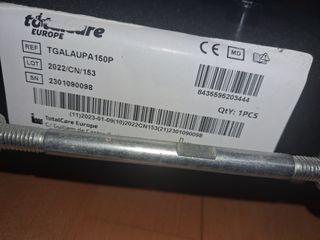 totalcare
EUROPE
REF TGALAUPA150P
LOT 2022/CN/153
SN 2301090098
MD
8435595203444
QTY: 1PCS
(11)2023-01-09(10)2022CN153(21)2301090098
TotalCare Europe